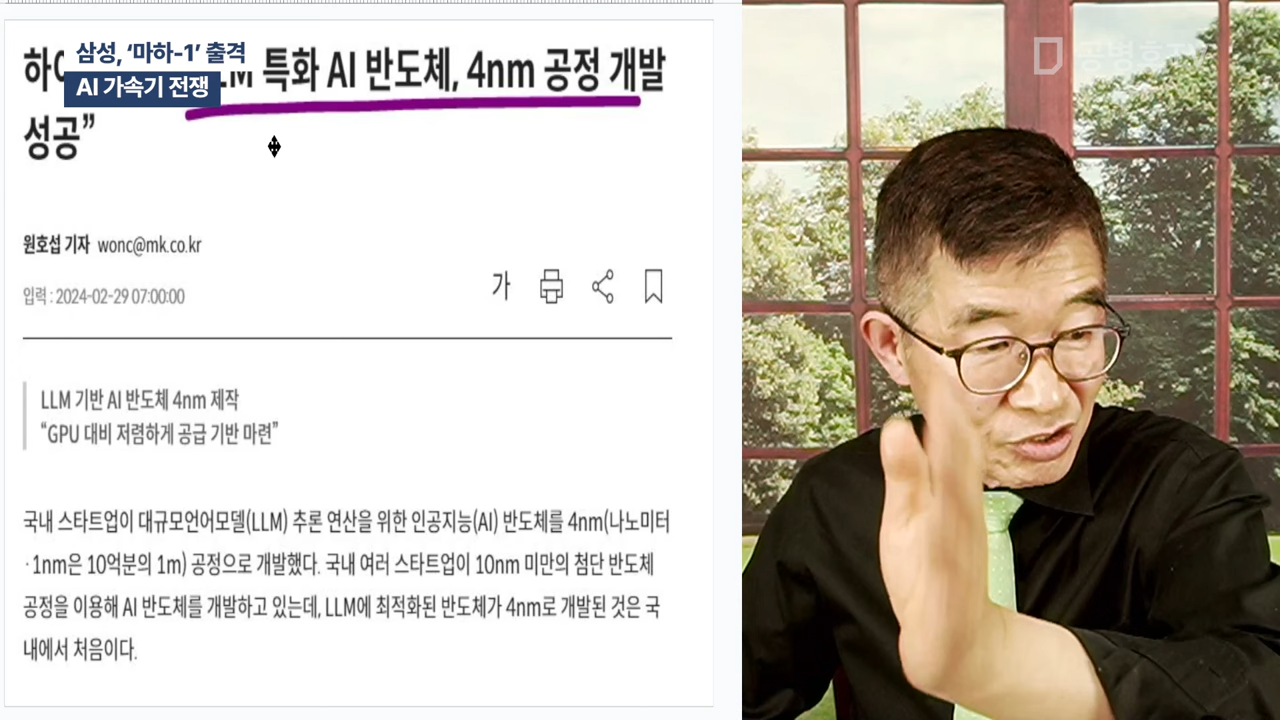 삼성, ‘마하-1’ 출격
AI 가속기 전쟁
특화 AI 반도체, 4nm 공정 개발
성공”
원호섭 기자 wonc@mk.co.kr
입력 : 2024-02-29 07:00:00
가
LLM 기반 AI 반도체 4nm 제작
“GPU 대비 저렴하게 공급 기반 마련”
국내 스타트업이 대규모언어모델(LLM) 추론 연산을 위한 인공지능(AI) 반도체를 4nm(나노미터
·1nm은 10억분의 1m) 공정으로 개발했다. 국내 여러 스타트업이 10nm 미만의 첨단 반도체
공정을 이용해 AI 반도체를 개발하고 있는데, LLM에 최적화된 반도체가 4nm로 개발된 것은 국
내에서 처음이다.